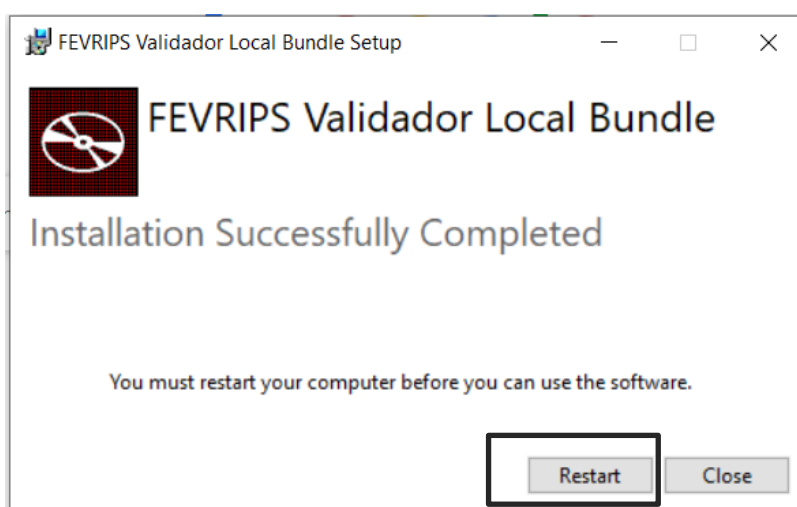 FEVRIPS Validador Local Bundle Setup
FEVRIPS Validador Local Bundle
Installation Successfully Completed
You must restart your computer before you can use the software.
Restart Close